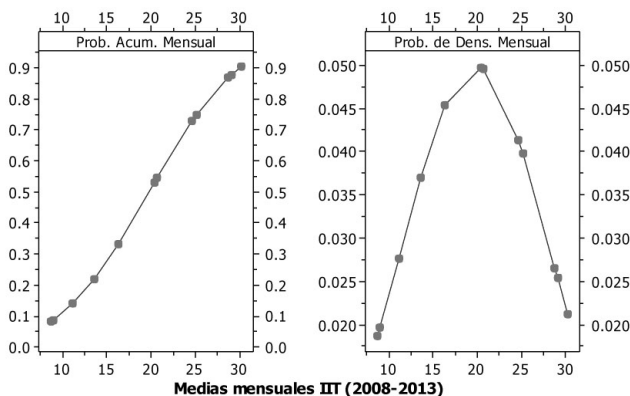 10 15 20 25 30
Prob. Acum. Mensual
0.9 0.9
0.8 0.8
0.7 0.7
0.6 0.6
0.5 0.5
0.4 0.4
0.3 0.3
0.2 0.2
0.1 0.1
0.0 0.0
10 15 20 25 30
10 15 20 25 30
Prob. de Dens. Mensual
0.050 0.050
0.045 0.045
0.040 0.040
0.035 0.030
0.030 0.030
0.025 0.020
0.020 0.020
10 15 20 25 30
Medias mensuales IIT (2008-2013)